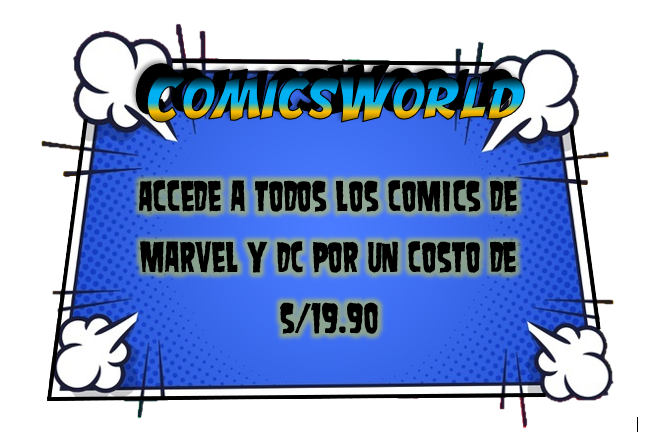 COMICSWORLD
ACCEDE A TODOS LOS COMICS DE
MARVEL Y DC POR UN COSTO DE
S/19.90